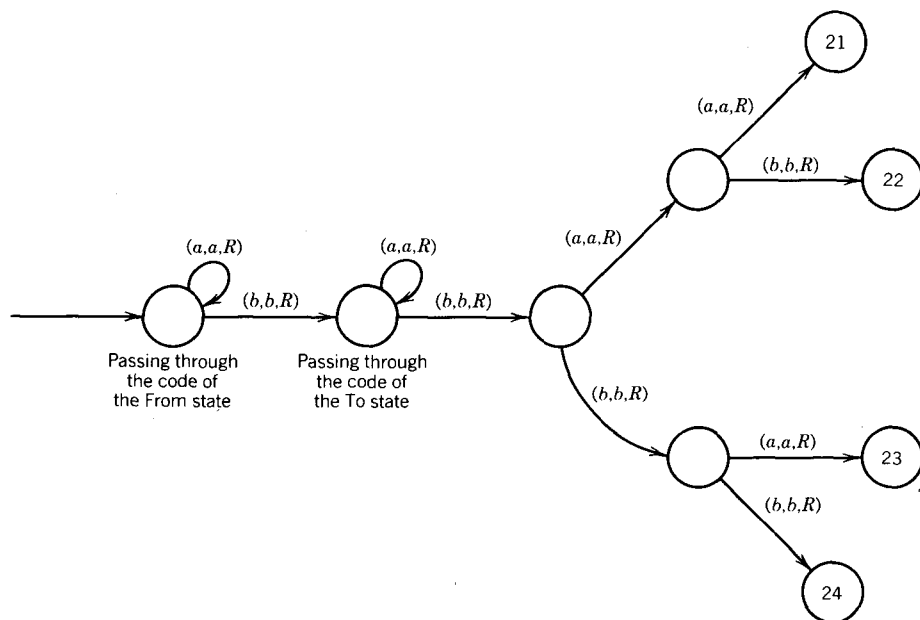 21
(a,a,R)
(b,b,R)
22
(a,a,R)
(a,a,R)
(a,a,R)
(b,b,R)
(b,b,R)
Passing through
the code of
the From state
Passing through
the code of
the To state
(b,b,R)
(a,a,R)
23
(b,b,R)
24